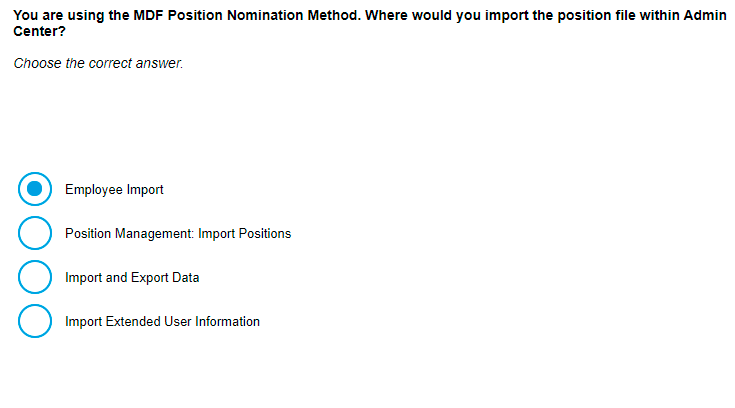 You are using the MDF Position Nomination Method. Where would you import the position file within Admin
Center?
Choose the correct answer.
Employee Import
Position Management: Import Positions
Import and Export Data
Import Extended User Information